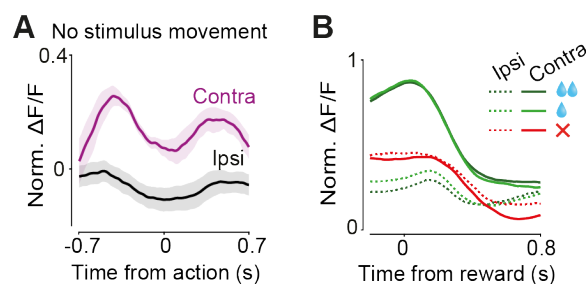 A
No stimulus movement
0.4
0
Norm. ΔF/F
Contra
Ipsi
-0.7
0
0.7
Time from action (s)
B
1
0
Norm. ΔF/F
Ipsi
Contra
0
0.8
Time from reward (s)